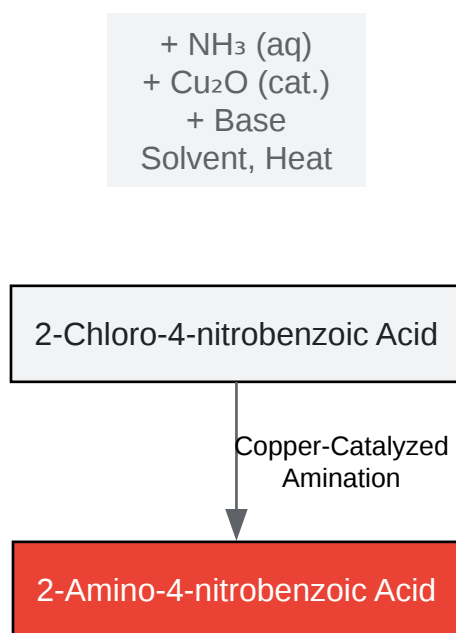 + NH₃ (aq)
+ Cu₂O (cat.)
+ Base
Solvent, Heat
2-Chloro-4-nitrobenzoic Acid
Copper-Catalyzed
Amination
2-Amino-4-nitrobenzoic Acid